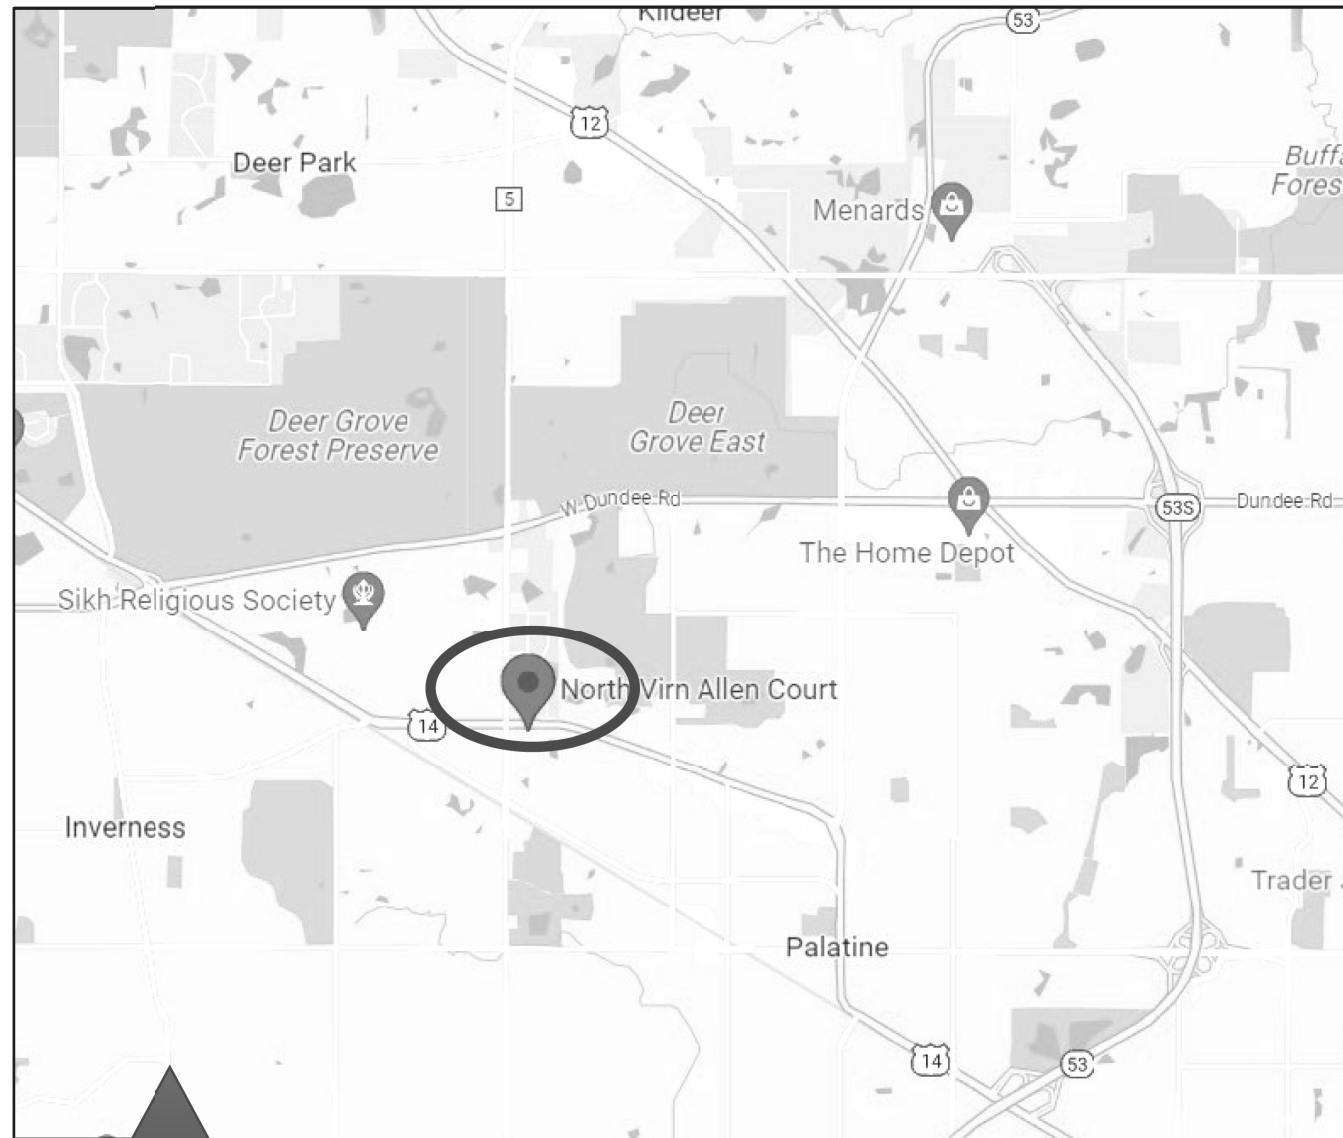 Kildeer
53
12
Deer Park
5
Menards
Buffa
Fores
Deer Grove
Forest Preserve
Deer
Grove East
W Dundee Rd
53S
Dundee Rd
The Home Depot
Sikh Religious Society
North Virn Allen Court
14
12
Inverness
Trader
Palatine
14
53